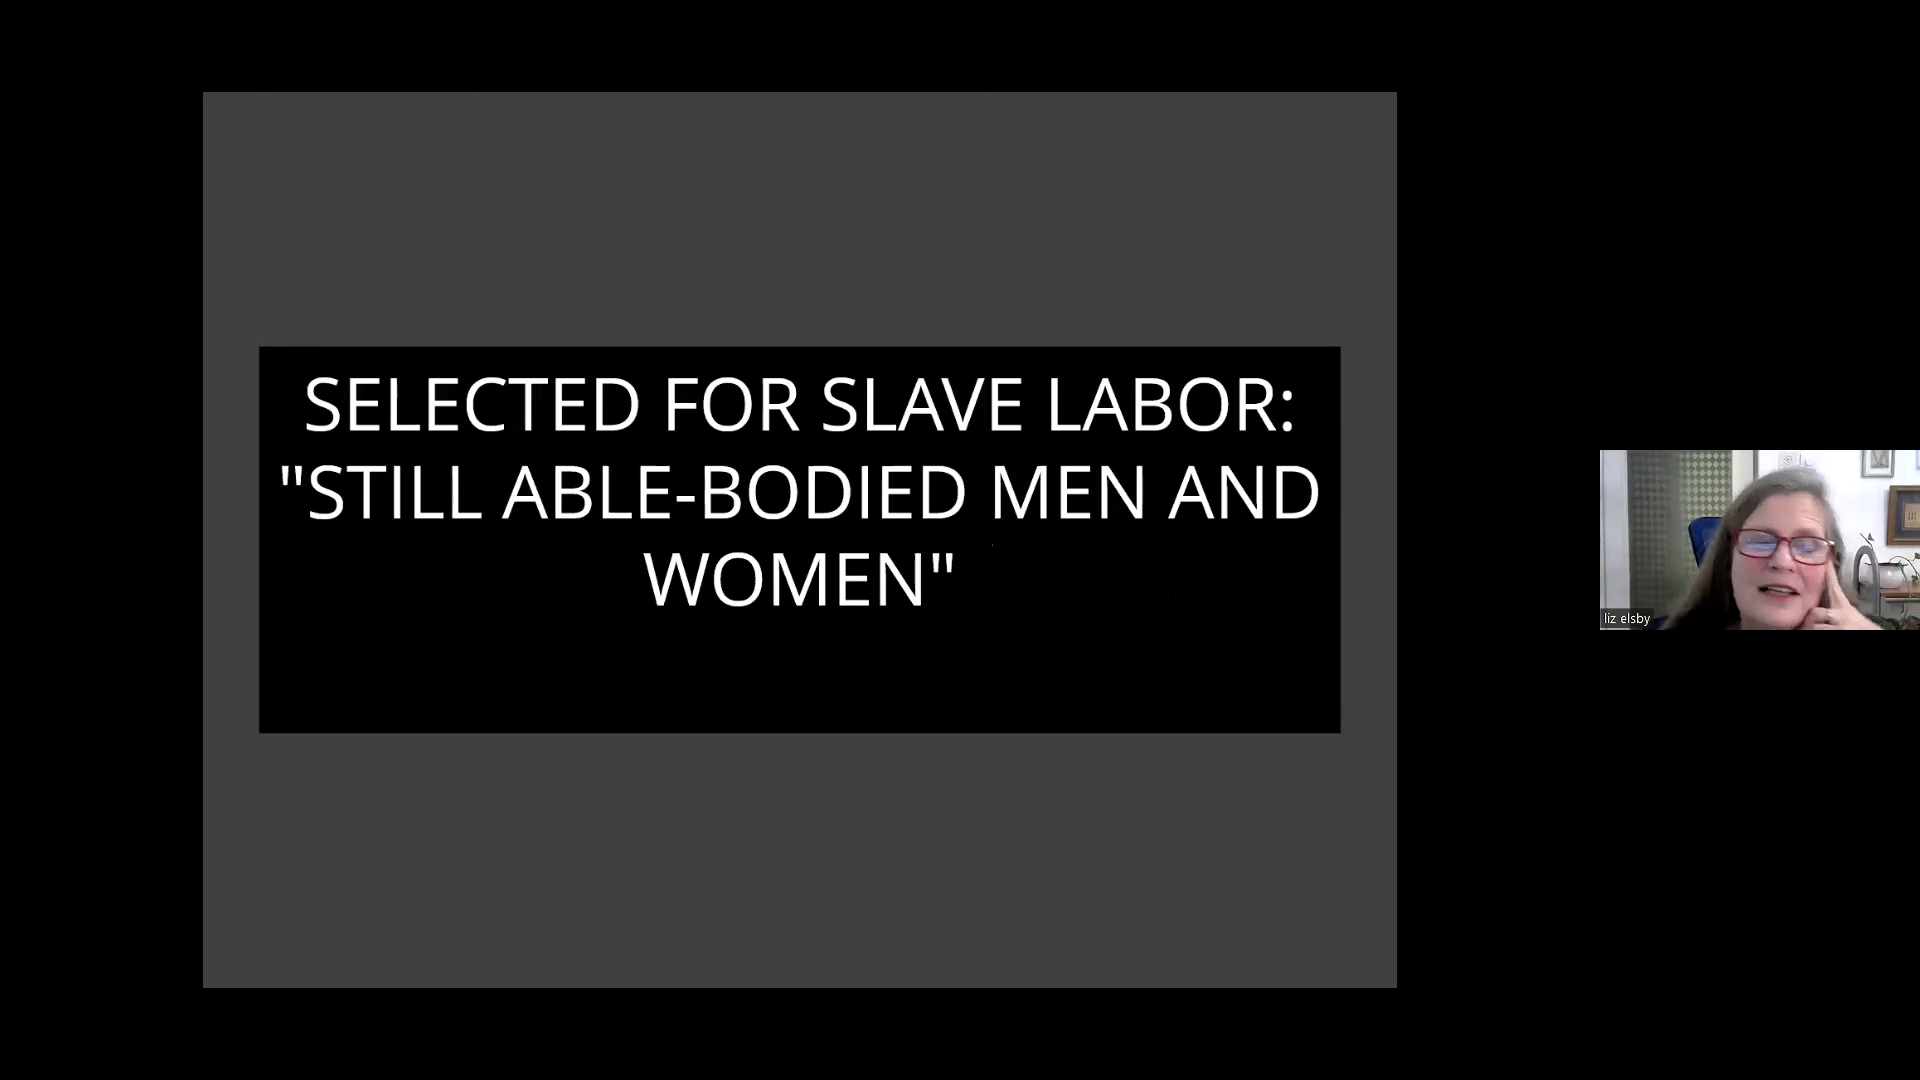 SELECTED FOR SLAVE LABOR:
"STILL ABLE-BODIED MEN AND
WOMEN"
liz elsby